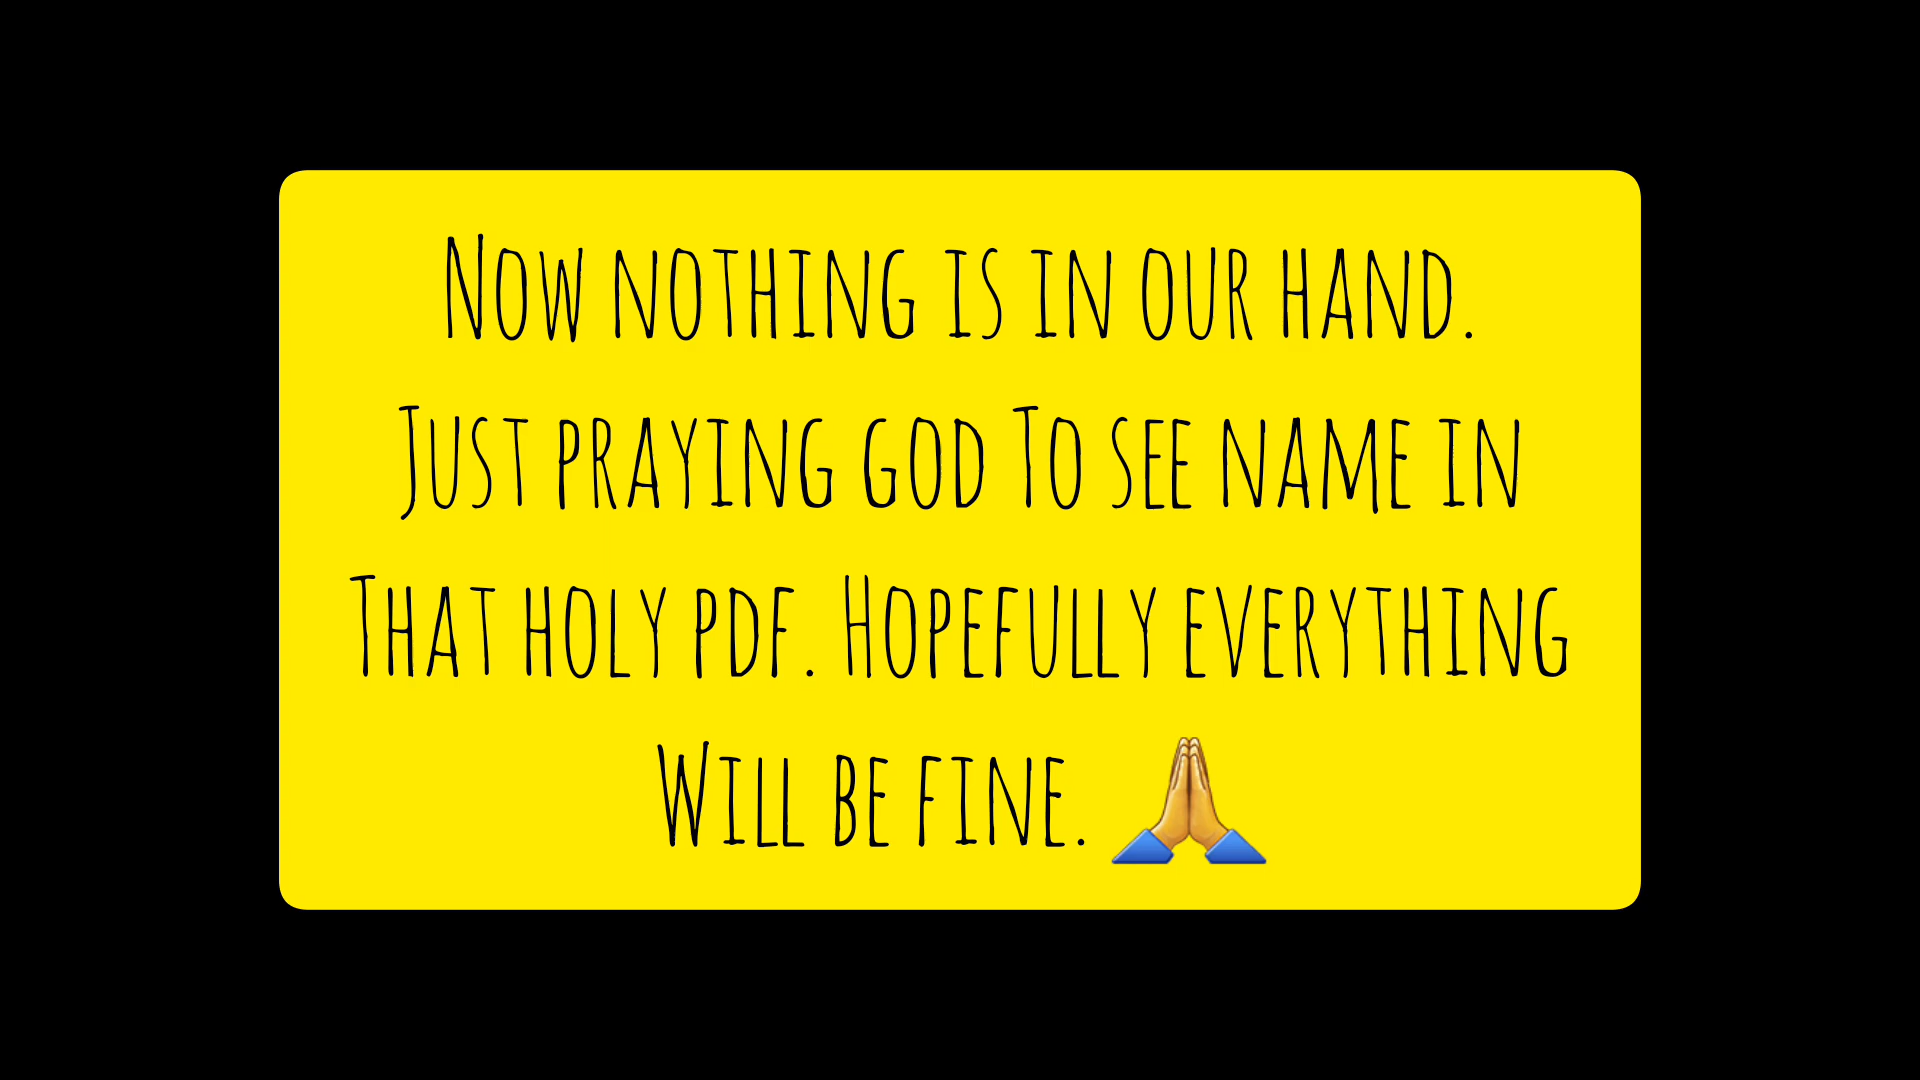 Now nothing is in our hand.
Just praying god To see name in
That holy pdf. Hopefully everything
Will be fine. 🙏